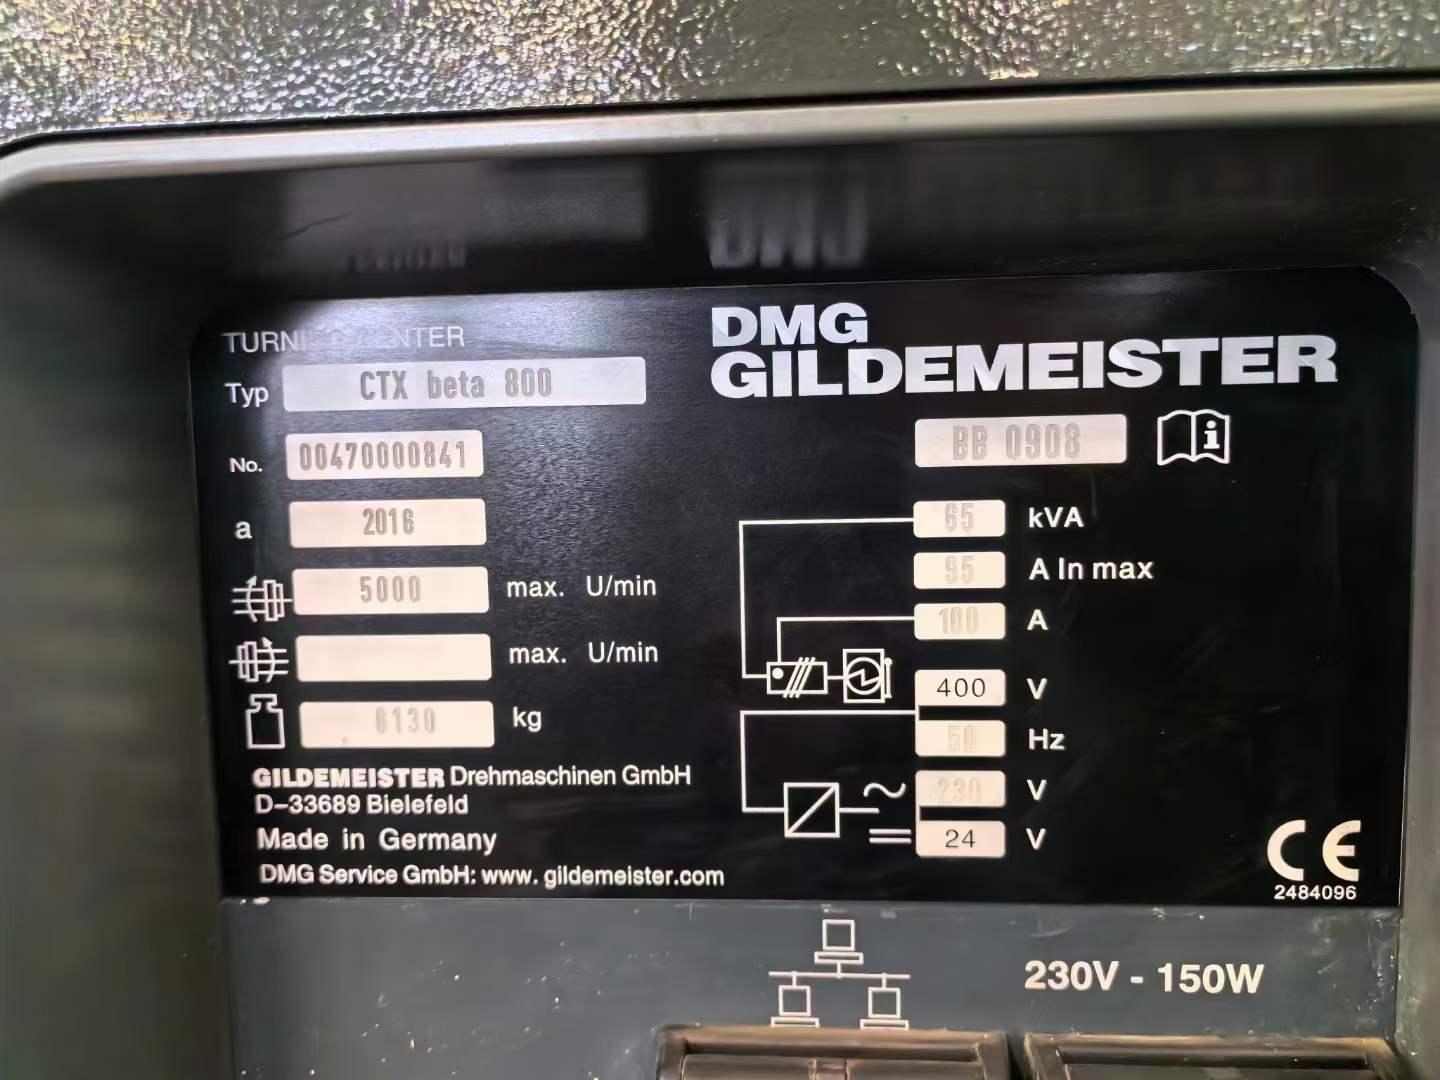 TURNING CENTER
DMG
GILDEMEISTER
Typ CTX beta 800
No. 00470000841
BB 0908
a 2016
65 kVA
95 A In max
5000 max. U/min
100 A
max. U/min
400 V
6130 kg
50 Hz
GILDEMEISTER Drehmaschinen GmbH
D-33689 Bielefeld
230 V
Made in Germany
24 V
DMG Service GmbH: www. gildemeister.com
CE
2484096
230V - 150W